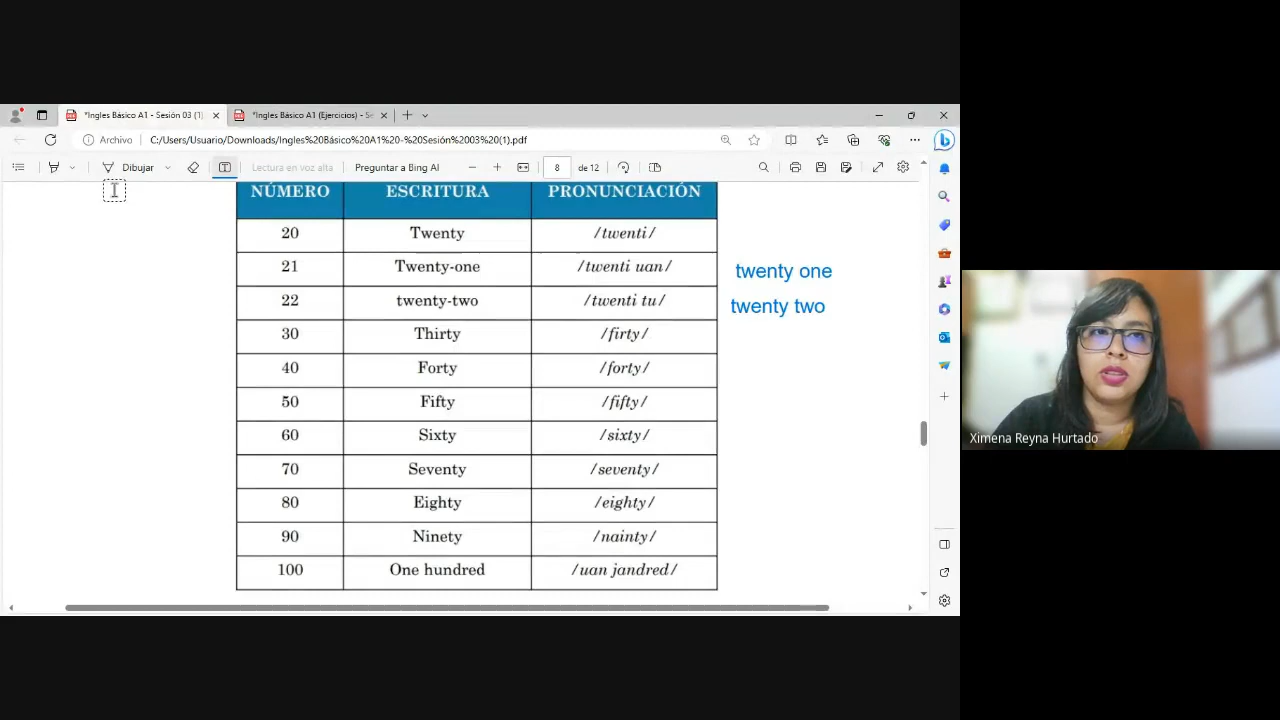 *Ingles Básico A1 - Sesión 03 (1)
*Ingles Básico A1 (Ejercicios) - Se
Archivo C:/Users/Usuario/Downloads/Ingles%20Básico%20A1%20-%20Sesión%2003%20(1).pdf
Dibujar Lectura en voz alta Preguntar a Bing AI 8 de 12
NÚMERO ESCRITURA PRONUNCIACIÓN
20 Twenty /twenti/
21 Twenty-one /twenti uan/ twenty one
22 twenty-two /twenti tu/ twenty two
30 Thirty /firty/
40 Forty /forty/
50 Fifty /fifty/
60 Sixty /sixty/
70 Seventy /seventy/
80 Eighty /eighty/
90 Ninety /nainty/
100 One hundred /uan jandred/
Ximena Reyna Hurtado